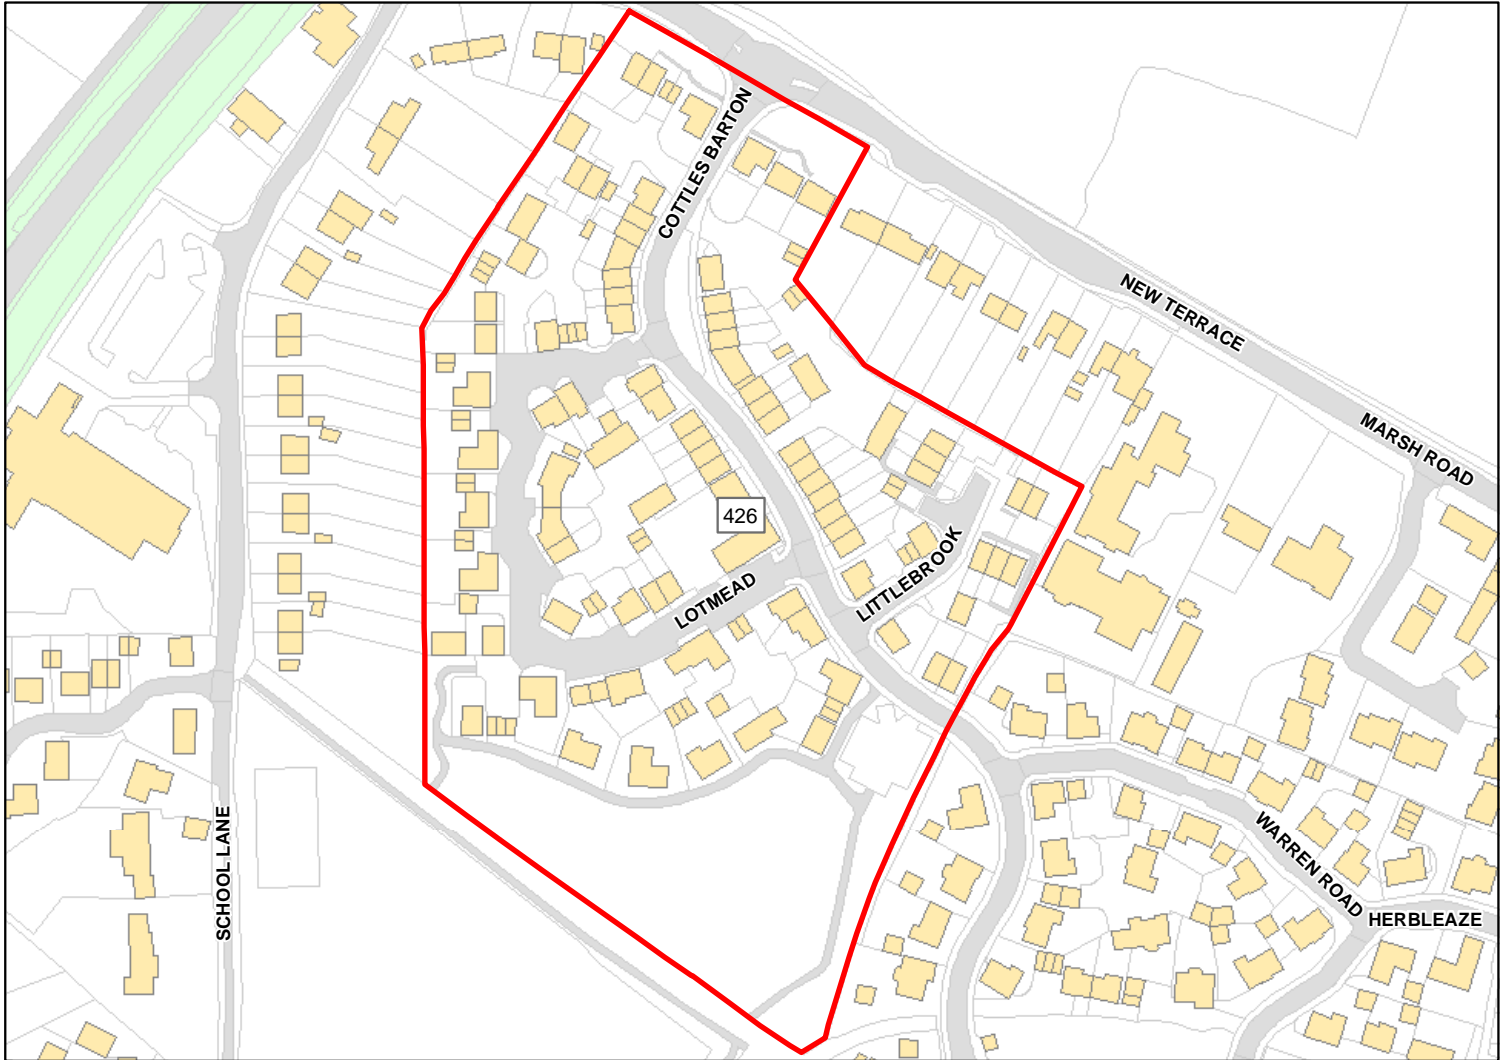 COTTLES BARTON
NEW TERRACE
MARSH ROAD
426
LITTLEBROOK
LOTMEAD
SCHOOL LANE
WARREN ROAD
HERBLEAZE